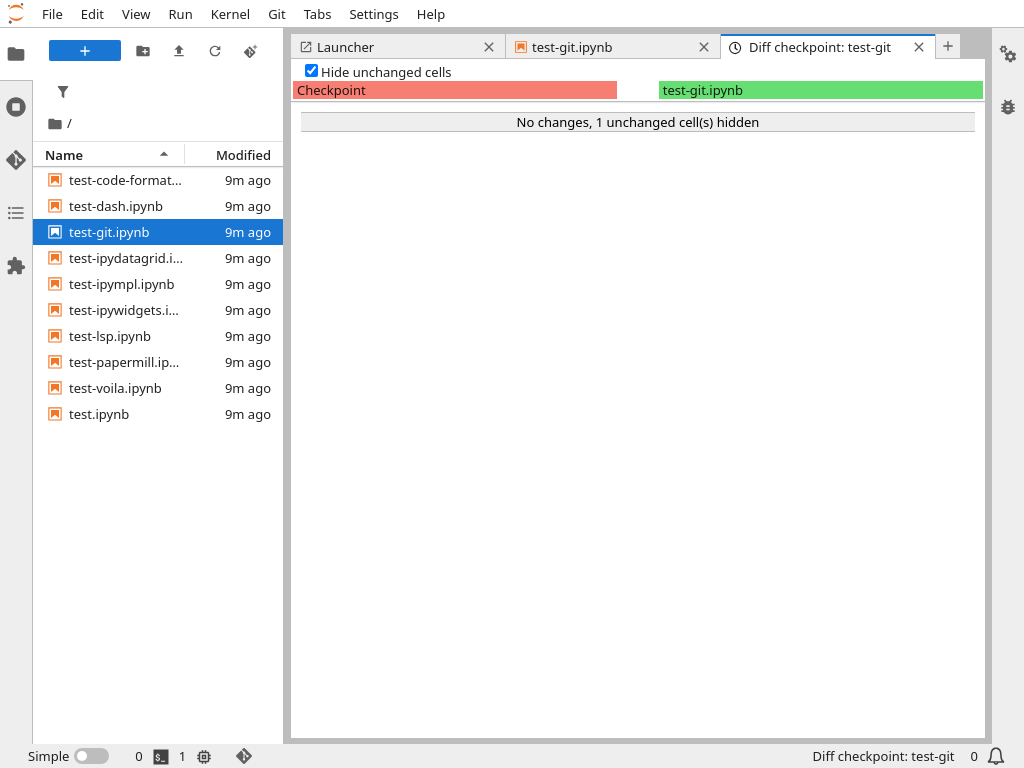 File Edit View Run Kernel Git Tabs Settings Help
Launcher
test-git.ipynb
Diff checkpoint: test-git
Hide unchanged cells
Checkpoint
test-git.ipynb
No changes, 1 unchanged cell(s) hidden
/
Name Modified
test-code-format... 9m ago
test-dash.ipynb 9m ago
test-git.ipynb 9m ago
test-ipydatagrid.i... 9m ago
test-ipympl.ipynb 9m ago
test-ipywidgets.i... 9m ago
test-lsp.ipynb 9m ago
test-papermill.ip... 9m ago
test-voila.ipynb 9m ago
test.ipynb 9m ago
Simple 0 $_ 1 Diff checkpoint: test-git 0